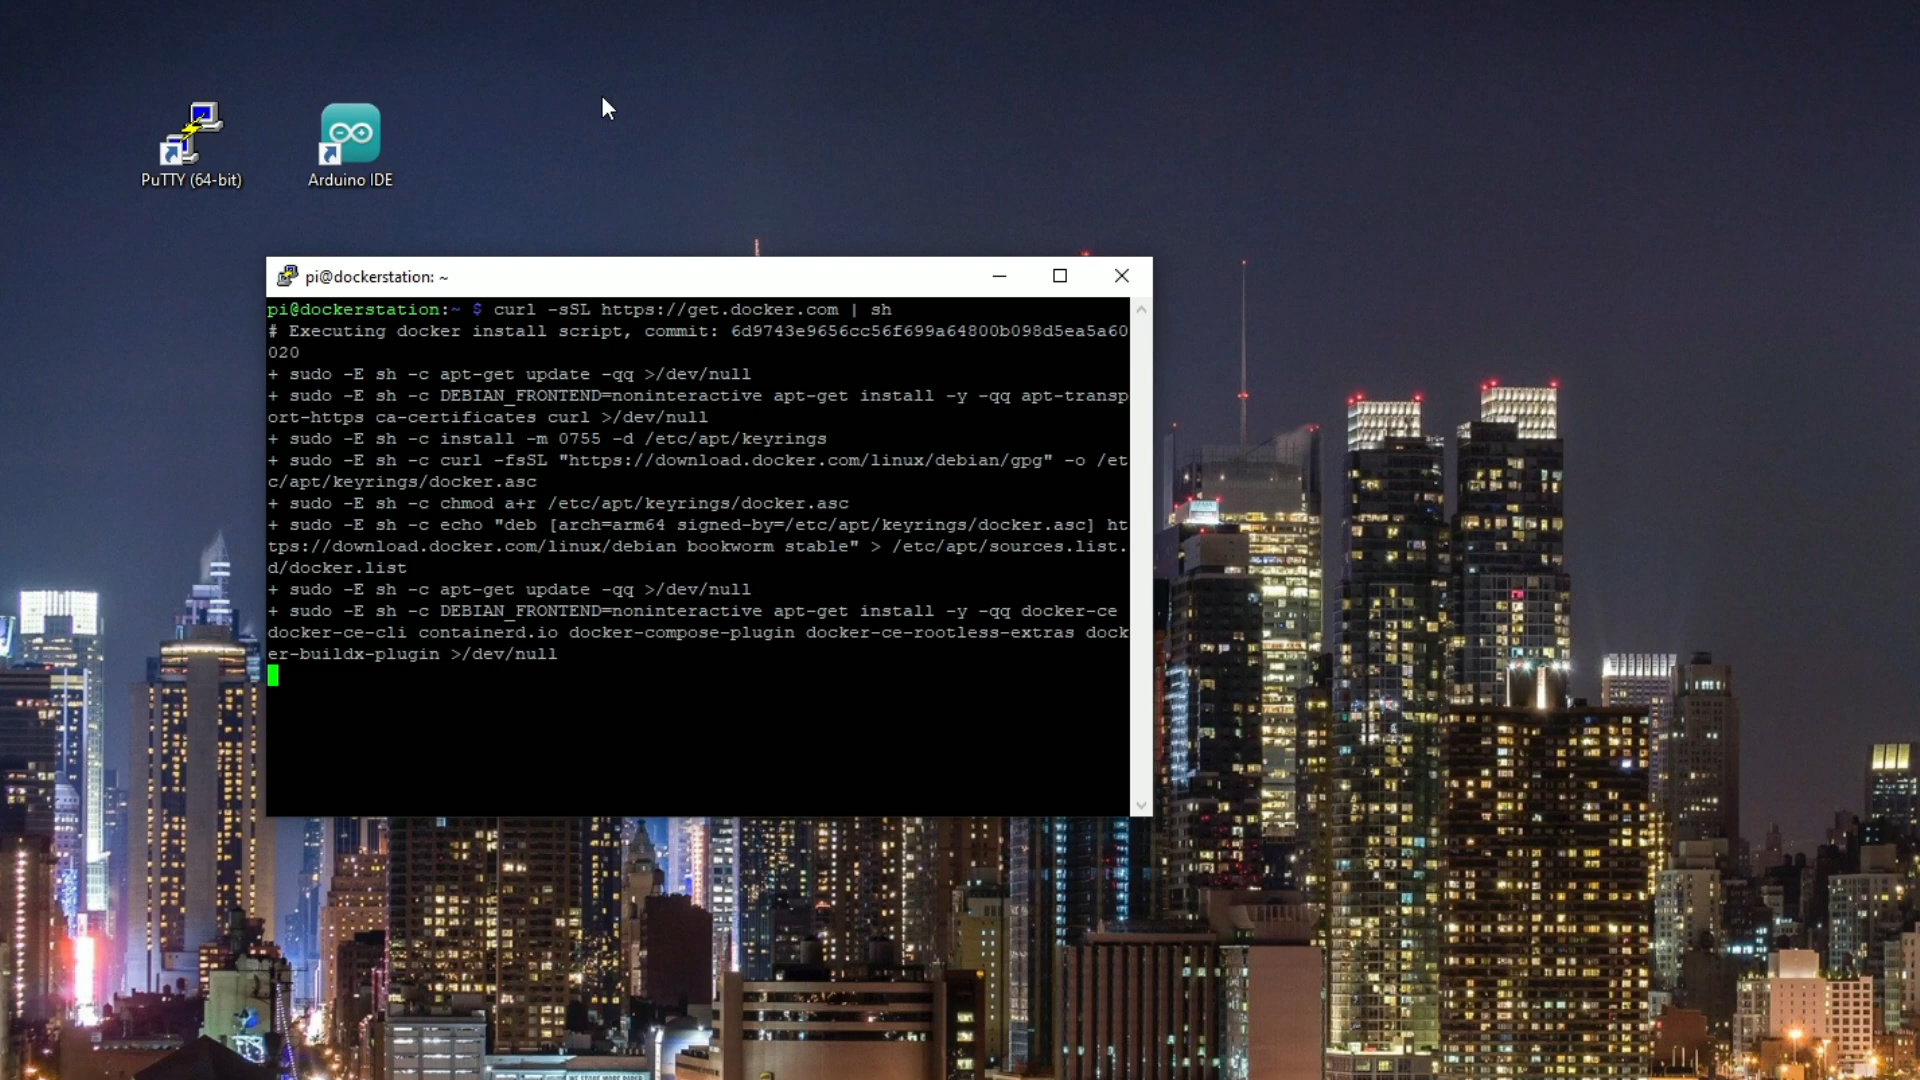 PuTTY (64-bit)
Arduino IDE
pi@dockerstation: ~
pi@dockerstation:~ $ curl -sSL https://get.docker.com | sh
# Executing docker install script, commit: 6d9743e9656cc56f699a64800b098d5ea5a60
020
+ sudo -E sh -c apt-get update -qq >/dev/null
+ sudo -E sh -c DEBIAN_FRONTEND=noninteractive apt-get install -y -qq apt-transp
ort-https ca-certificates curl >/dev/null
+ sudo -E sh -c install -m 0755 -d /etc/apt/keyrings
+ sudo -E sh -c curl -fsSL "https://download.docker.com/linux/debian/gpg" -o /et
c/apt/keyrings/docker.asc
+ sudo -E sh -c chmod a+r /etc/apt/keyrings/docker.asc
+ sudo -E sh -c echo "deb [arch=arm64 signed-by=/etc/apt/keyrings/docker.asc] ht
tps://download.docker.com/linux/debian bookworm stable" > /etc/apt/sources.list.
d/docker.list
+ sudo -E sh -c apt-get update -qq >/dev/null
+ sudo -E sh -c DEBIAN_FRONTEND=noninteractive apt-get install -y -qq docker-ce
docker-ce-cli containerd.io docker-compose-plugin docker-ce-rootless-extras dock
er-buildx-plugin >/dev/null